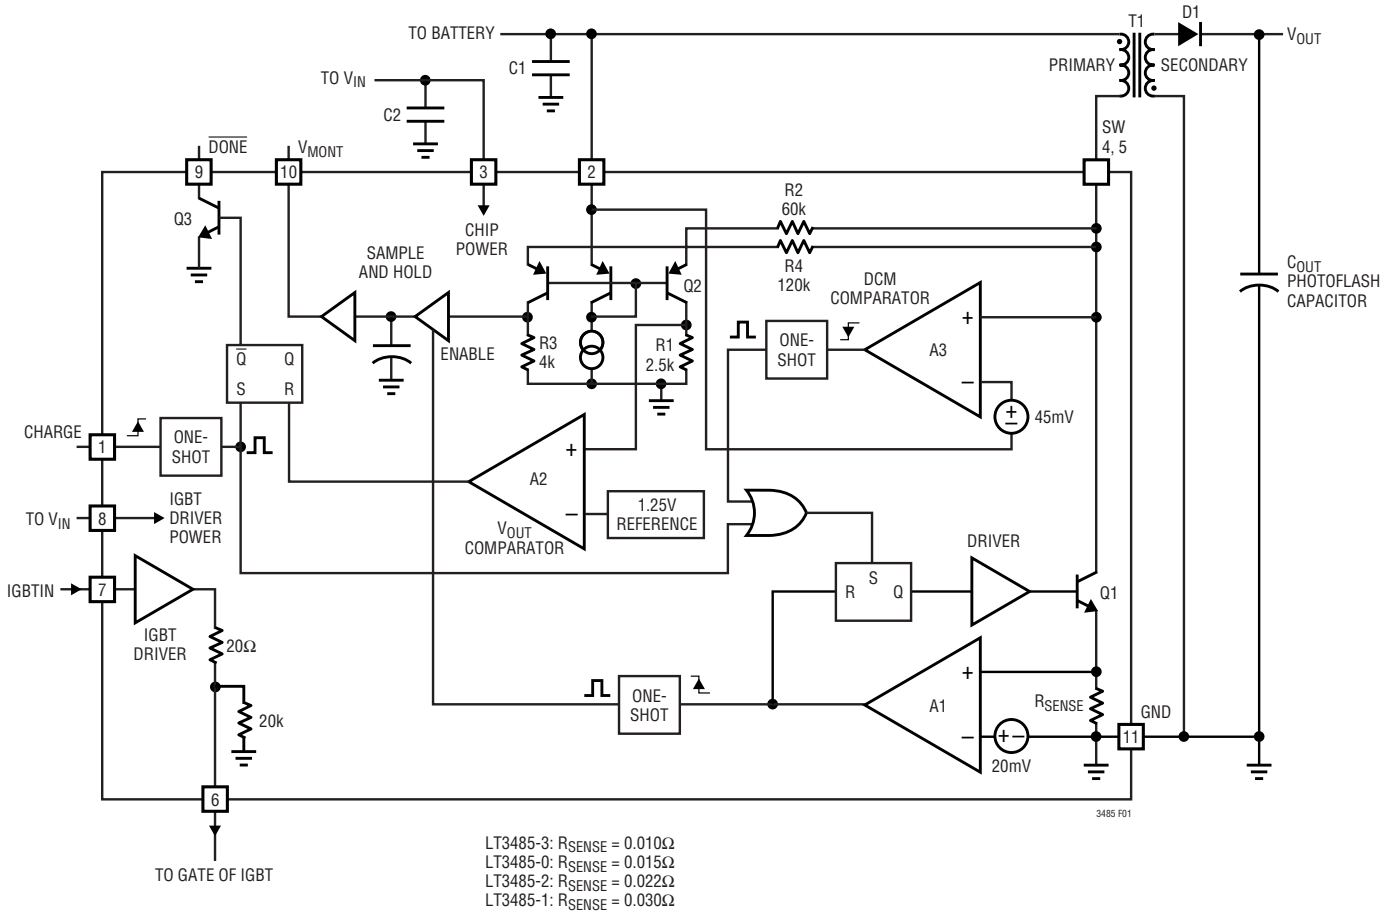 TO BATTERY
C1
T1
D1
VOUT
PRIMARY
SECONDARY
TO VIN
C2
SW
4, 5
DONE
VMONT
9
10
3
2
Q3
CHIP
POWER
R2
60k
R4
120k
SAMPLE
AND HOLD
Q2
DCM
COMPARATOR
COUT
PHOTOFLASH
CAPACITOR
ENABLE
R3
4k
R1
2.5k
ONE-
SHOT
A3
+
–
+
–
45mV
Q Q
S R
CHARGE
1
ONE-
SHOT
A2
+
–
1.25V
REFERENCE
VOUT
COMPARATOR
TO VIN
8
IGBT
DRIVER
POWER
IGBTIN
7
IGBT
DRIVER
20Ω
20k
DRIVER
S
R Q
Q1
ONE-
SHOT
A1
+
–
+ –
20mV
RSENSE
GND
11
6
TO GATE OF IGBT
3485 F01
LT3485-3: RSENSE = 0.010Ω
LT3485-0: RSENSE = 0.015Ω
LT3485-2: RSENSE = 0.022Ω
LT3485-1: RSENSE = 0.030Ω